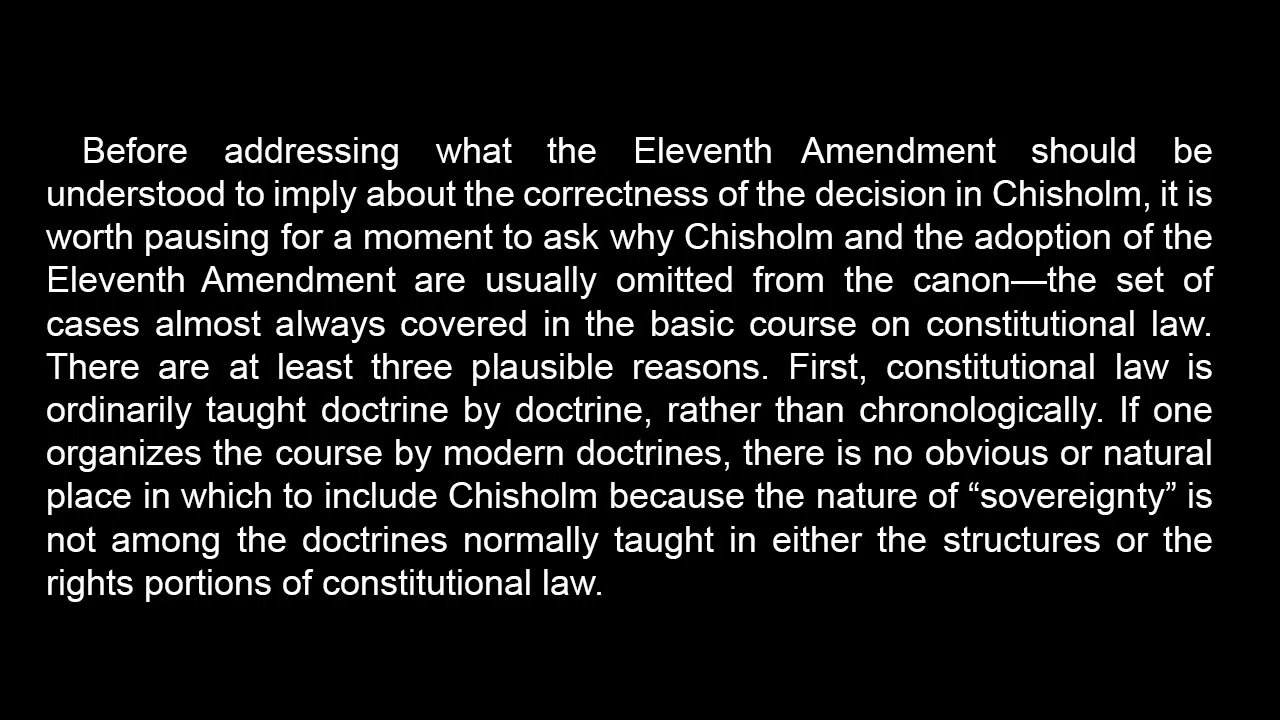 Before addressing what the Eleventh Amendment should be
understood to imply about the correctness of the decision in Chisholm, it is
worth pausing for a moment to ask why Chisholm and the adoption of the
Eleventh Amendment are usually omitted from the canon—the set of
cases almost always covered in the basic course on constitutional law.
There are at least three plausible reasons. First, constitutional law is
ordinarily taught doctrine by doctrine, rather than chronologically. If one
organizes the course by modern doctrines, there is no obvious or natural
place in which to include Chisholm because the nature of “sovereignty” is
not among the doctrines normally taught in either the structures or the
rights portions of constitutional law.